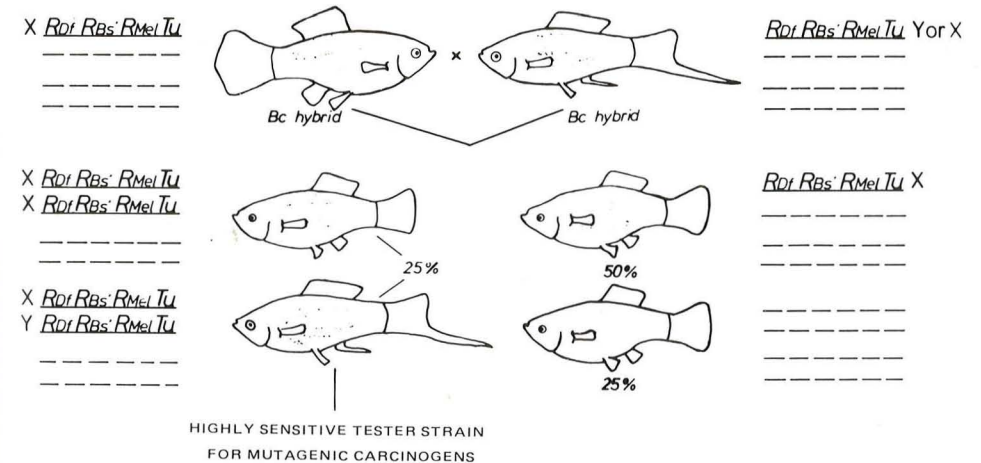 X RDf RBs' RMel Tu
x
RDf RBs' RMel Tu Y or X
Bc hybrid
Bc hybrid
X RDf RBs' RMel Tu
X RDf RBs' RMel Tu
RDf RBs' RMel Tu X
25%
50%
X RDf RBs' RMel Tu
Y RDf RBs' RMel Tu
25%
HIGHLY SENSITIVE TESTER STRAIN
FOR MUTAGENIC CARCINOGENS